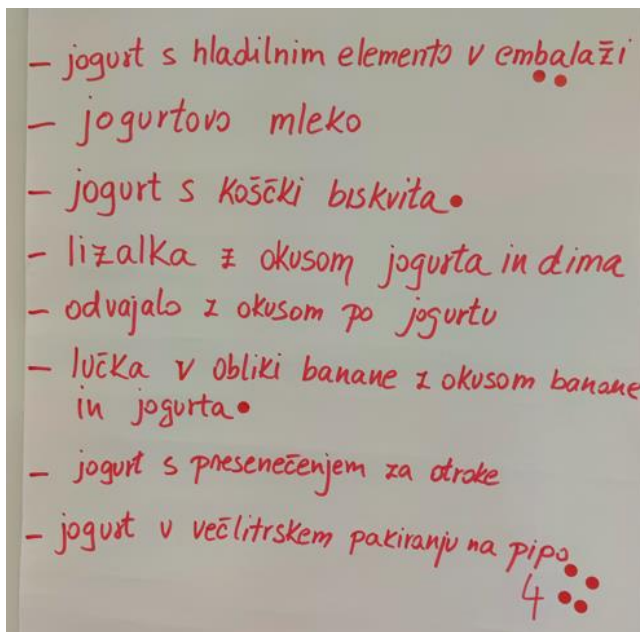 - jogurt s hladilnim elemento v embalaži
- jogurtovo mleko
- jogurt s koščki biskvita
- lizalka z okusom jogurta in dima
- odvajalo z okusom po jogurtu
- lučka v obliki banane z okusom banane
in jogurta
- jogurt s presenečenjem za otroke
- jogurt v večlitrskem pakiranju na pipo
4